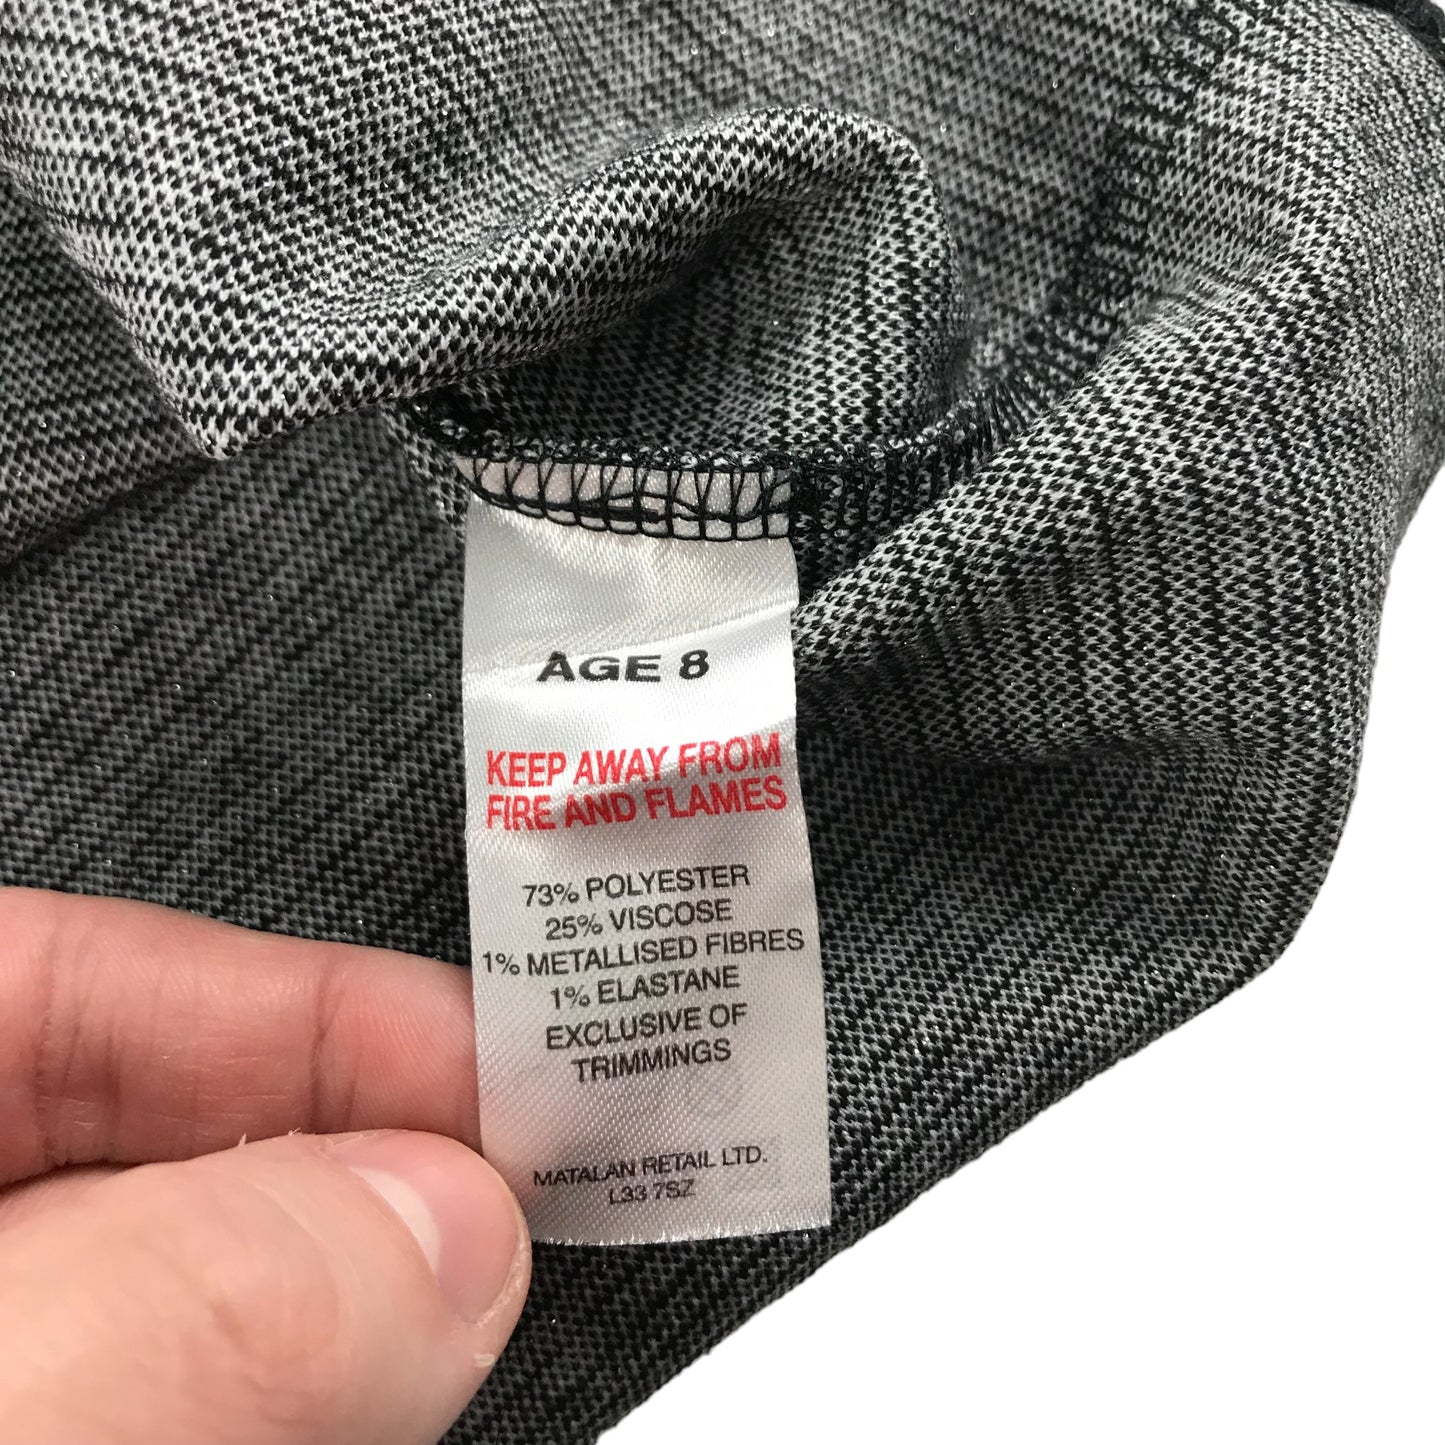 AGE 8
KEEP AWAY FROM
FIRE AND FLAMES
73% POLYESTER
25% VISCOSE
1% METALLISED FIBRES
1% ELASTANE
EXCLUSIVE OF
TRIMMINGS
MATALAN RETAIL LTD.
L33 7SZ